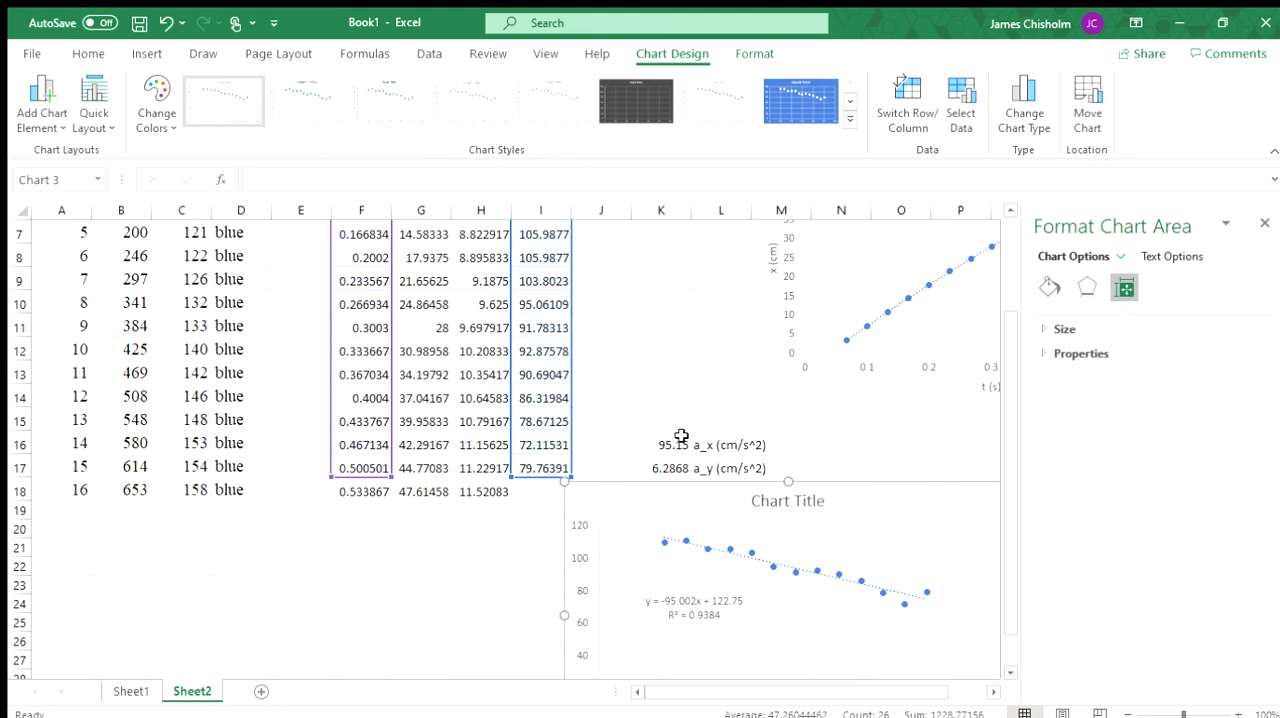 AutoSave Off Book1 - Excel Search James Chisholm JC
File Home Insert Draw Page Layout Formulas Data Review View Help Chart Design Format Share Comments
Add Chart Element Quick Layout Change Colors Switch Row/ Column Select Data Change Chart Type Move Chart
Chart Layouts Chart Styles Data Type Location
Chart 3 fx
A B C D E F G H I J K L M N O P
7 5 200 121 blue 0.166834 14.58333 8.822917 105.9877
8 6 246 122 blue 0.2002 17.9375 8.895833 105.9877
9 7 297 126 blue 0.233567 21.65625 9.1875 103.8023
10 8 341 132 blue 0.266934 24.86458 9.625 95.06109
11 9 384 133 blue 0.3003 28 9.697917 91.78313
12 10 425 140 blue 0.333667 30.98958 10.20833 92.87578
13 11 469 142 blue 0.367034 34.19792 10.35417 90.69047
14 12 508 146 blue 0.4004 37.04167 10.64583 86.31984
15 13 548 148 blue 0.433767 39.95833 10.79167 78.67125
16 14 580 153 blue 0.467134 42.29167 11.15625 72.11531 95.15 a_x (cm/s^2)
17 15 614 154 blue 0.500501 44.77083 11.22917 79.76391 6.2868 a_y (cm/s^2)
18 16 653 158 blue 0.533867 47.61458 11.52083
19
20
21
22
23
24
25
26
27
x (cm)
35
30
25
20
15
10
5
0
0 0.1 0.2 0.3
t (s)
Chart Title
120
100
80
60
40
y = -95.002x + 122.75
R² = 0.9384
Format Chart Area
Chart Options Text Options
Size
Properties
Sheet1 Sheet2
Ready Average: 47.26044462 Count: 26 Sum: 1228.77156 100%